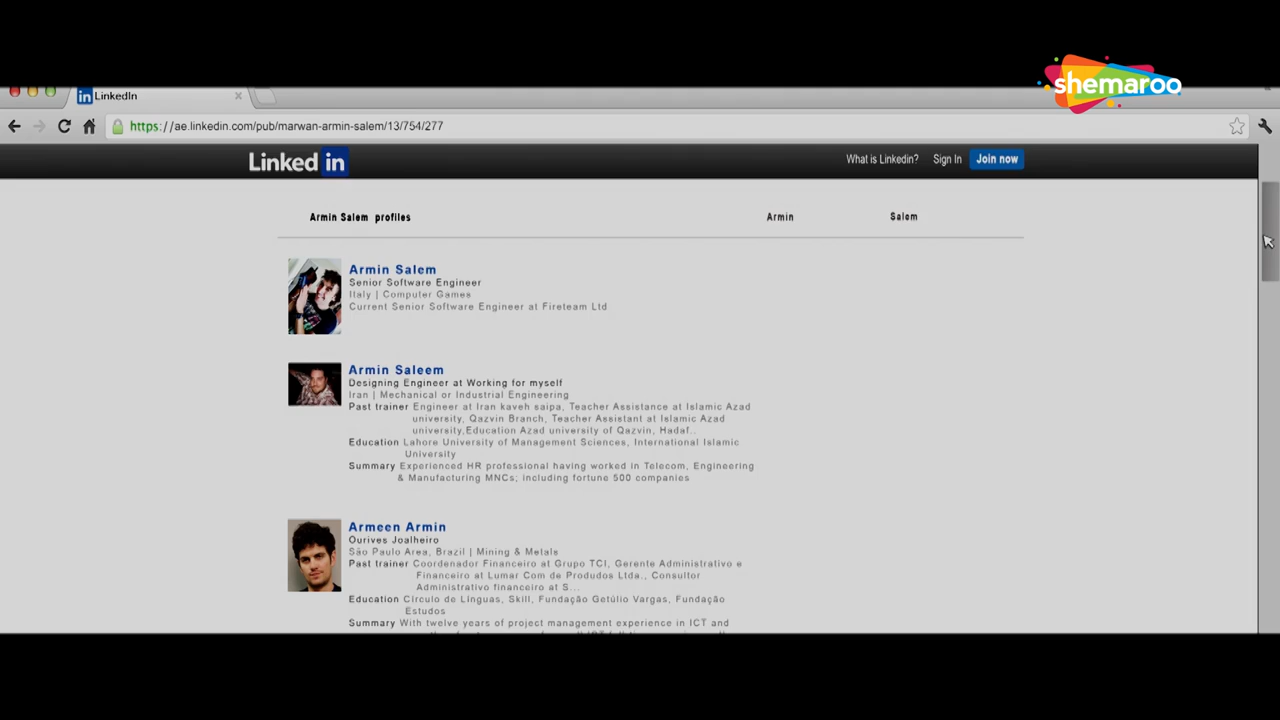 shemaroo
in LinkedIn
https://ae.linkedin.com/pub/marwan-armin-salem/13/754/277
Linked in What is Linkedin? Sign In Join now
Armin Salem profiles Armin Salem
Armin Salem
Senior Software Engineer
Italy | Computer Games
Current Senior Software Engineer at Fireteam Ltd
Armin Saleem
Designing Engineer at Working for myself
Iran | Mechanical or Industrial Engineering
Past trainer Engineer at Iran kaveh saipa, Teacher Assistance at Islamic Azad
university, Qazvin Branch, Teacher Assistant at Islamic Azad
university,Education Azad university of Qazvin, Hadaf..
Education Lahore University of Management Sciences, International Islamic
University
Summary Experienced HR professional having worked in Telecom, Engineering
& Manufacturing MNCs; including fortune 500 companies
Armeen Armin
Ourives Joalheiro
São Paulo Area, Brazil | Mining & Metals
Past trainer Coordenador Financeiro at Grupo TCI, Gerente Administrativo e
Financeiro at Lumar Com de Produdos Ltda., Consultor
Administrativo financeiro at S...
Education Círculo de Línguas, Skill, Fundação Getúlio Vargas, Fundação
Estudos
Summary With twelve years of project management experience in ICT and